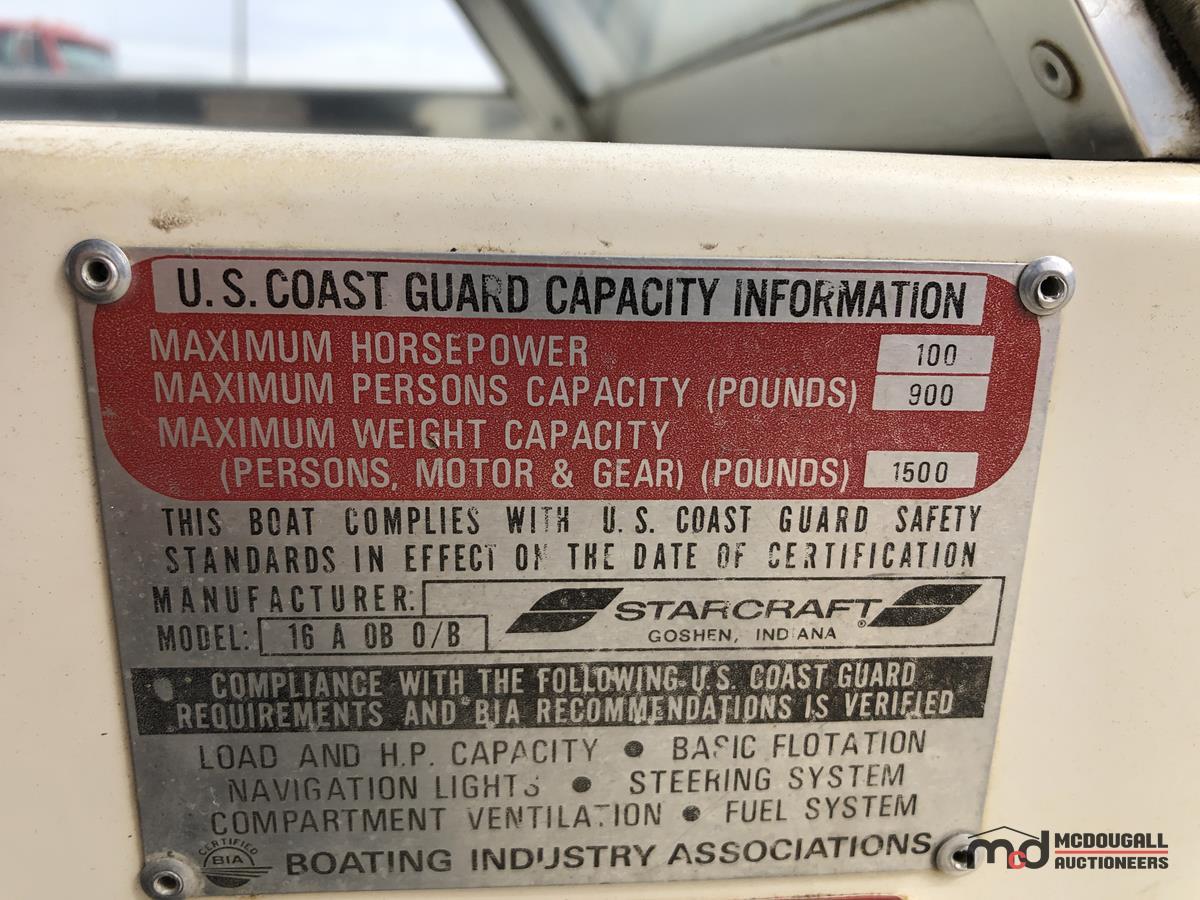 U.S. COAST GUARD CAPACITY INFORMATION
MAXIMUM HORSEPOWER 100
MAXIMUM PERSONS CAPACITY (POUNDS) 900
MAXIMUM WEIGHT CAPACITY
(PERSONS, MOTOR & GEAR) (POUNDS) 1500
THIS BOAT COMPLIES WITH U.S. COAST GUARD SAFETY
STANDARDS IN EFFECT ON THE DATE OF CERTIFICATION
MANUFACTURER: STARCRAFT®
GOSHEN, INDIANA
MODEL: 16 A OB O/B
COMPLIANCE WITH THE FOLLOWING U.S. COAST GUARD
REQUIREMENTS AND BIA RECOMMENDATIONS IS VERIFIED
LOAD AND H.P. CAPACITY • BASIC FLOTATION
NAVIGATION LIGHTS • STEERING SYSTEM
COMPARTMENT VENTILATION • FUEL SYSTEM
CERTIFIED
BIA
BOATING INDUSTRY ASSOCIATIONS
mcd MCDOUGALL
AUCTIONEERS